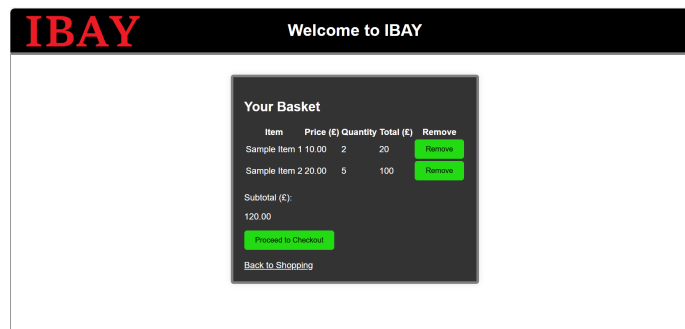 IBAY
Welcome to IBAY
Your Basket
Item Price (£) Quantity Total (£) Remove
Sample Item 1 10.00 2 20 Remove
Sample Item 2 20.00 5 100 Remove
Subtotal (£):
120.00
Proceed to Checkout
Back to Shopping